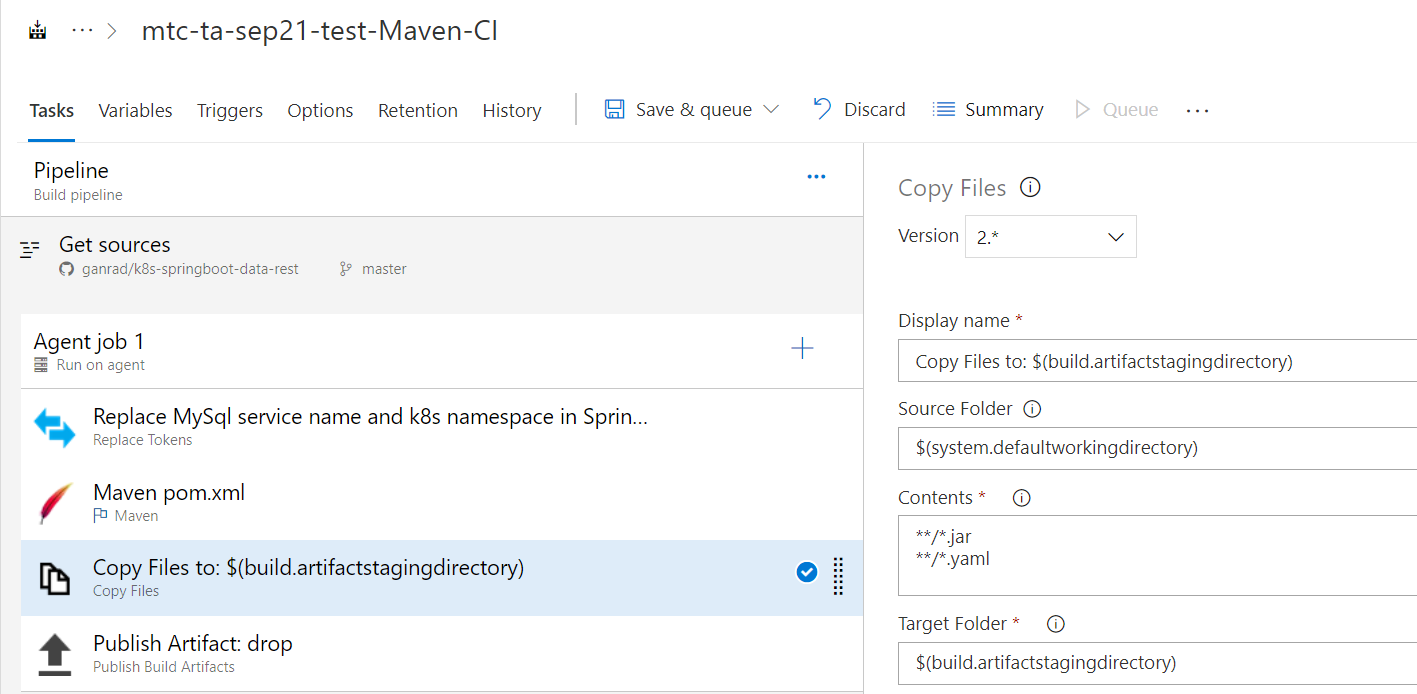 ··· > mtc-ta-sep21-test-Maven-CI
Tasks Variables Triggers Options Retention History Save & queue Discard Summary Queue ···
Pipeline
Build pipeline
Get sources
ganrad/k8s-springboot-data-rest master
Agent job 1
Run on agent
Replace MySql service name and k8s namespace in Sprin...
Replace Tokens
Maven pom.xml
Maven
Copy Files to: $(build.artifactstagingdirectory)
Copy Files
Publish Artifact: drop
Publish Build Artifacts
Copy Files
Version 2.*
Display name *
Copy Files to: $(build.artifactstagingdirectory)
Source Folder
$(system.defaultworkingdirectory)
Contents *
**/*.jar
**/*.yaml
Target Folder *
$(build.artifactstagingdirectory)